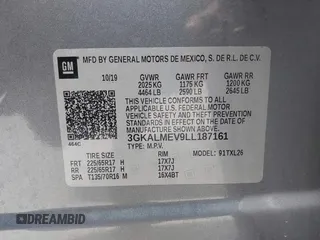 GM
MFD BY GENERAL MOTORS DE MEXICO, S. DE R.L. DE C.V.
10/19 GVWR GAWR FRT GAWR RR
2025 KG 1175 KG 1200 KG
4464 LB 2590 LB 2645 LB
THIS VEHICLE CONFORMS TO ALL
APPLICABLE U.S. FEDERAL MOTOR
VEHICLE SAFETY AND THEFT PREVENTION
STANDARDS IN EFFECT ON THE DATE OF
MANUFACTURE SHOWN ABOVE.
3GKALMEV9LL187161
464C TYPE: M.P.V. MODEL: 91TXL26
TIRE SIZE RIM
FRT 225/65R17 H 17X7J
RR 225/65R17 H 17X7J
SPA T135/70R16 M 16X4BT
DREAMBID